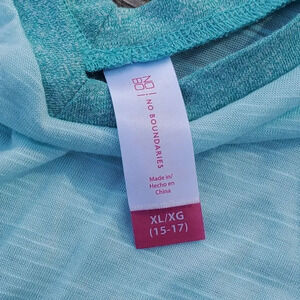 NO
BO
NO BOUNDARIES
Made in/
Hecho en
China
XL/XG
(15-17)